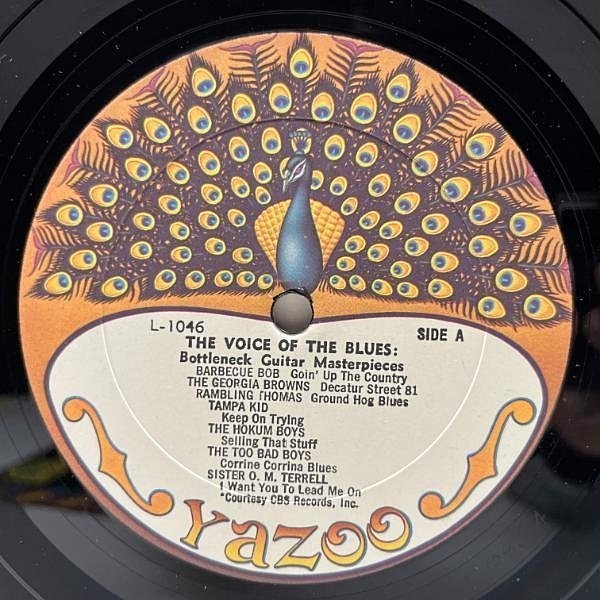 L-1046
SIDE A
THE VOICE OF THE BLUES:
Bottleneck Guitar Masterpieces
BARBECUE BOB Goin' Up The Country
THE GEORGIA BROWNS Decatur Street 81
RAMBLING THOMAS Ground Hog Blues
TAMPA KID
Keep On Trying
THE HOKUM BOYS
Selling That Stuff
THE TOO BAD BOYS
Corrine Corrina Blues
SISTER O. M. TERRELL
I Want You To Lead Me On
*Courtesy CBS Records, Inc.
Yazoo